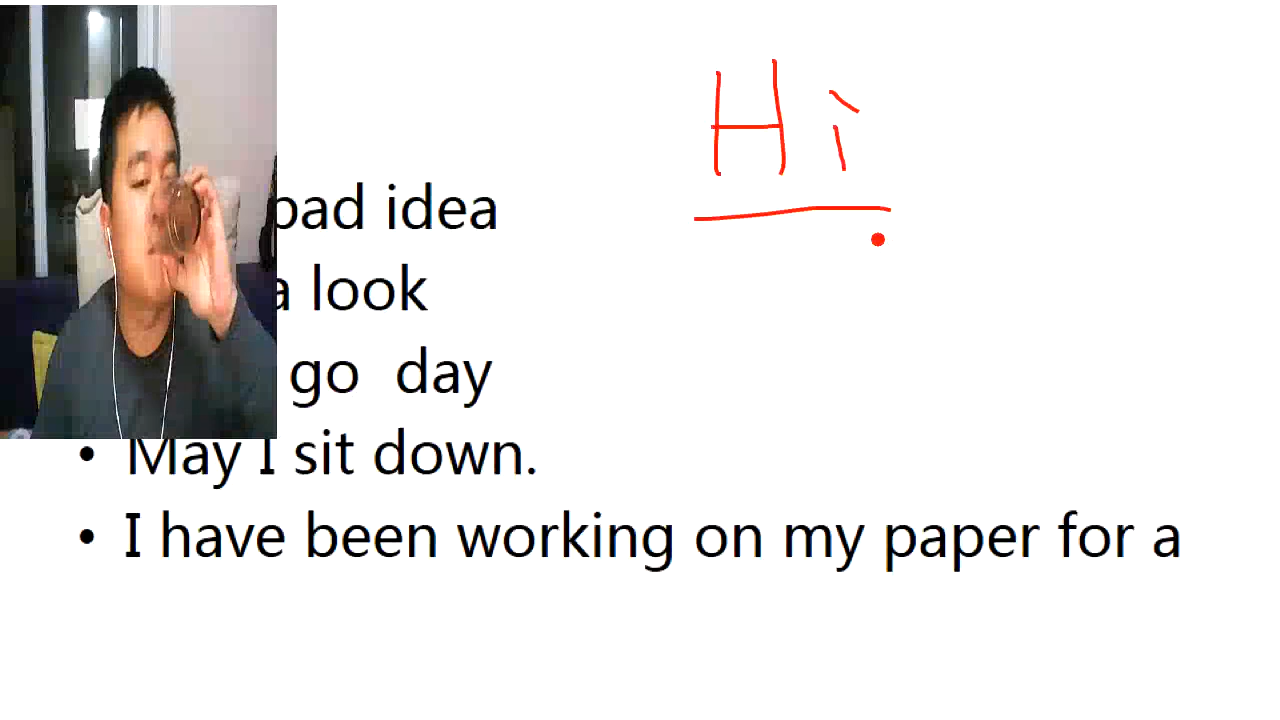 Hi
bad idea
a look
go day
• May I sit down.
• I have been working on my paper for a